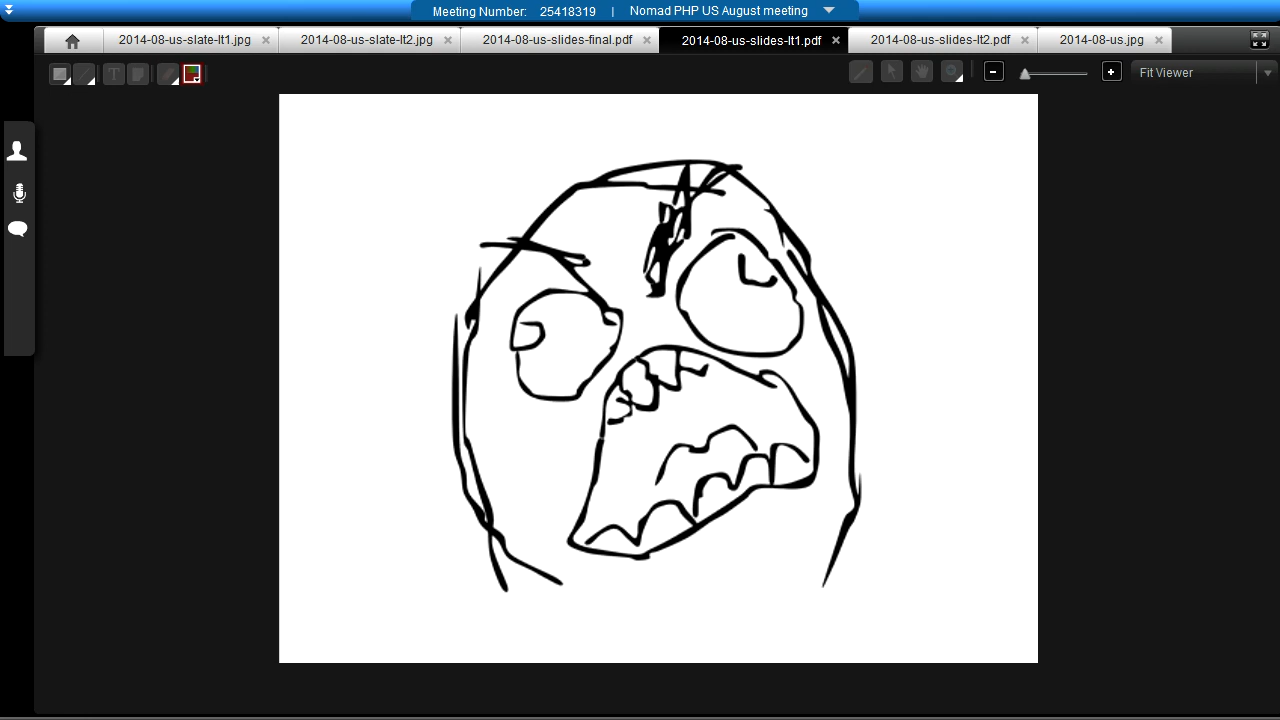 Meeting Number: 25418319 | Nomad PHP US August meeting
2014-08-us-slate-lt1.jpg 2014-08-us-slate-lt2.jpg 2014-08-us-slides-final.pdf 2014-08-us-slides-lt1.pdf 2014-08-us-slides-lt2.pdf 2014-08-us.jpg
T Fit Viewer